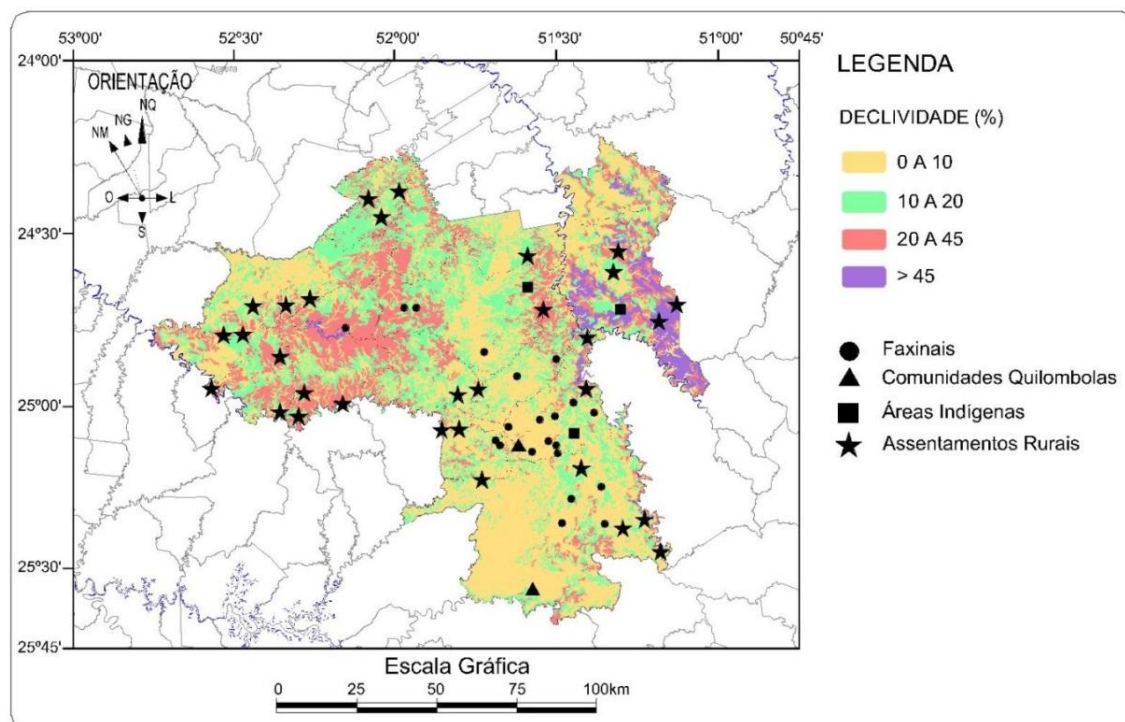 53°00' 52°30' 52°00' 51°30' 51°00' 50°45'
24°00'
ORIENTAÇÃO
NQ
NG
NM
O L
S
24°30'
25°00'
25°30'
25°45'
LEGENDA
DECLIVIDADE (%)
0 A 10
10 A 20
20 A 45
> 45
Faxinais
Comunidades Quilombolas
Áreas Indígenas
Assentamentos Rurais
Escala Gráfica
0 25 50 75 100km